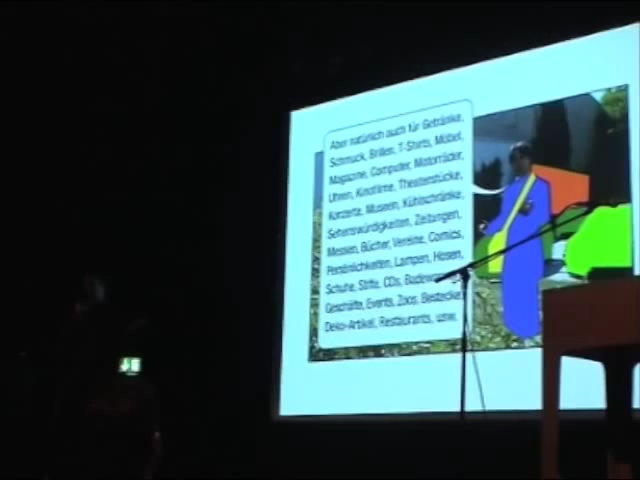 Aber natürlich auch für Getränke,
Schmuck, Brillen, T-Shirts, Möbel,
Magazine, Computer, Motorräder,
Uhren, Kinofilme, Theaterstücke,
Konzerte, Museen, Kühlschränke,
Sehenswürdigkeiten, Zeitungen,
Messen, Bücher, Vereine, Comics,
Persönlichkeiten, Lampen, Hosen,
Schuhe, Stifte, CDs,
Geschäfte, Events, Zoos, Bestecke,
Deko-Artikel, Restaurants, usw.